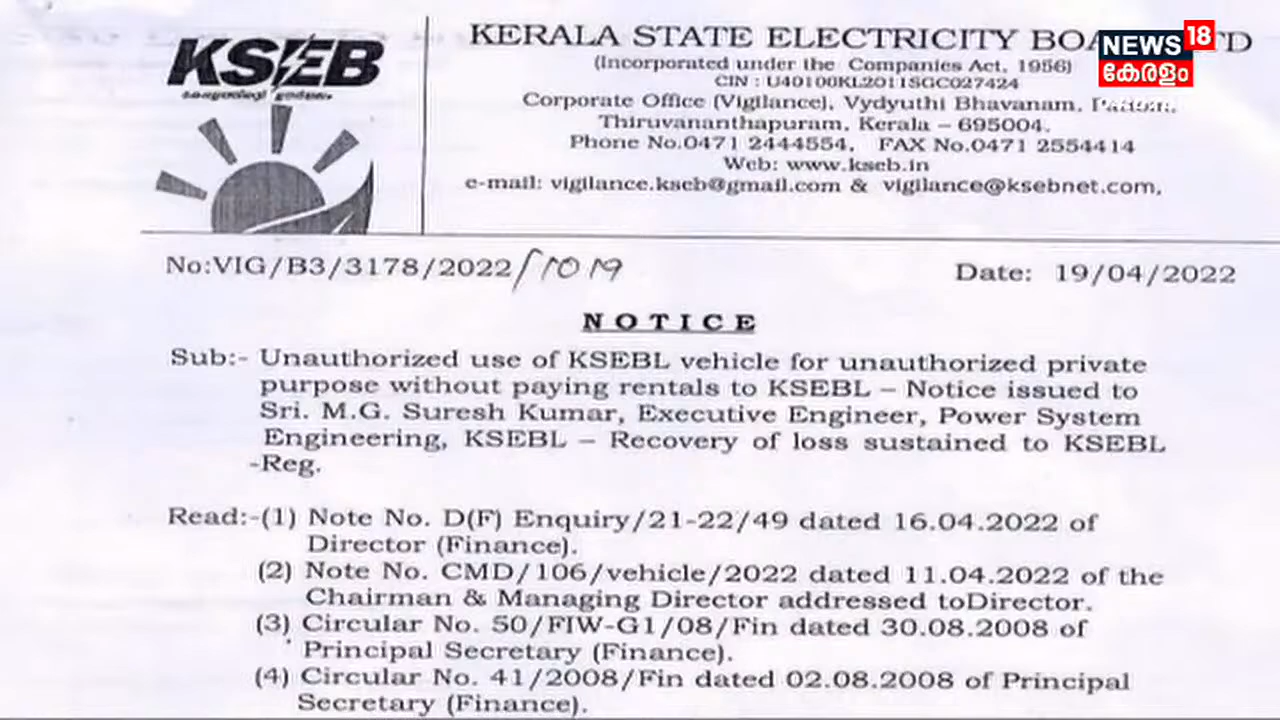 KSEB
KERALA STATE ELECTRICITY
(Incorporated under the Companies Act, 1956)
CIN : U40100KL2011SGC027424
Corporate Office (Vigilance), Vydyuthi Bhavanam,
Thiruvananthapuram, Kerala – 695004.
Phone No.0471 2444554, FAX No.0471 2554414
Web: www.kseb.in
e-mail: vigilance.kseb@gmail.com & vigilance@ksebnet.com,
NEWS 18
കേരളം
No:VIG/B3/3178/2022/1019
Date: 19/04/2022
NOTICE
Sub:- Unauthorized use of KSEBL vehicle for unauthorized private
purpose without paying rentals to KSEBL – Notice issued to
Sri. M.G. Suresh Kumar, Executive Engineer, Power System
Engineering, KSEBL – Recovery of loss sustained to KSEBL
-Reg.
Read:-(1) Note No. D(F) Enquiry/21-22/49 dated 16.04.2022 of
Director (Finance).
(2) Note No. CMD/106/vehicle/2022 dated 11.04.2022 of the
Chairman & Managing Director addressed toDirector.
(3) Circular No. 50/FIW-G1/08/Fin dated 30.08.2008 of
Principal Secretary (Finance).
(4) Circular No. 41/2008/Fin dated 02.08.2008 of Principal
Secretary (Finance).